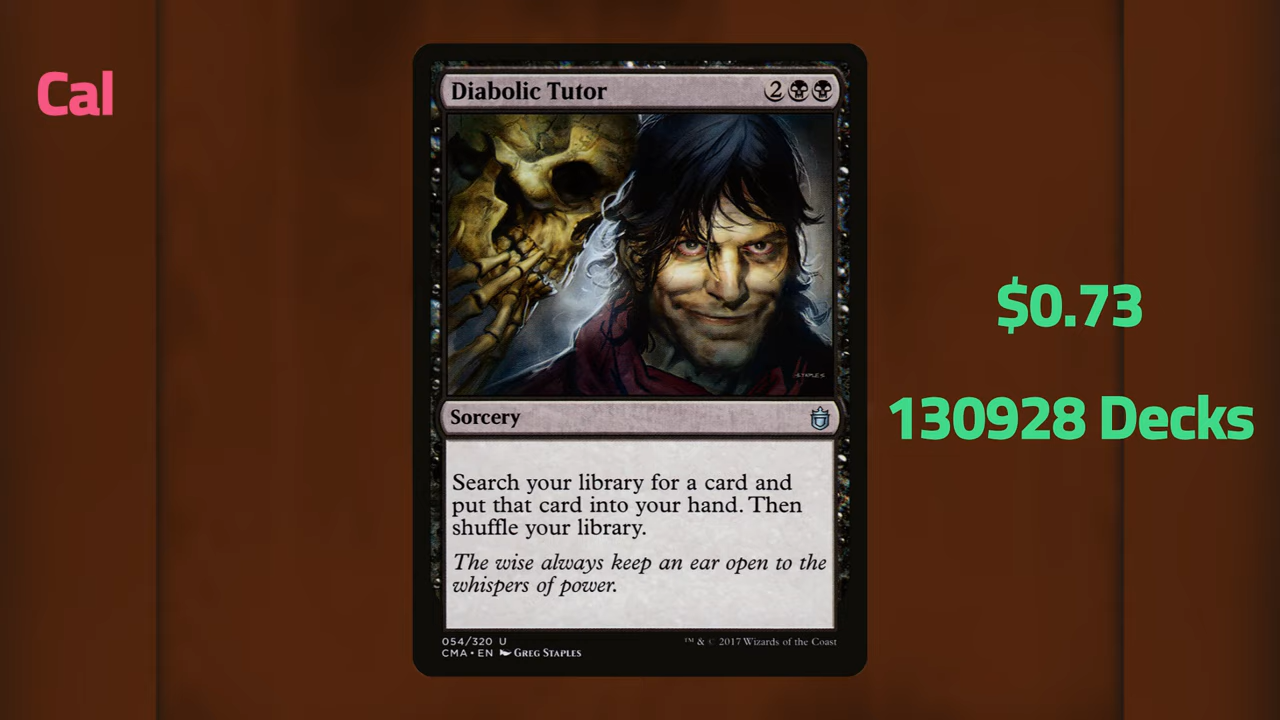 Cal
Diabolic Tutor 2
$0.73
130928 Decks
Sorcery
Search your library for a card and
put that card into your hand. Then
shuffle your library.
The wise always keep an ear open to the
whispers of power.
054/320 U
CMA • EN Greg Staples
™ & © 2017 Wizards of the Coast